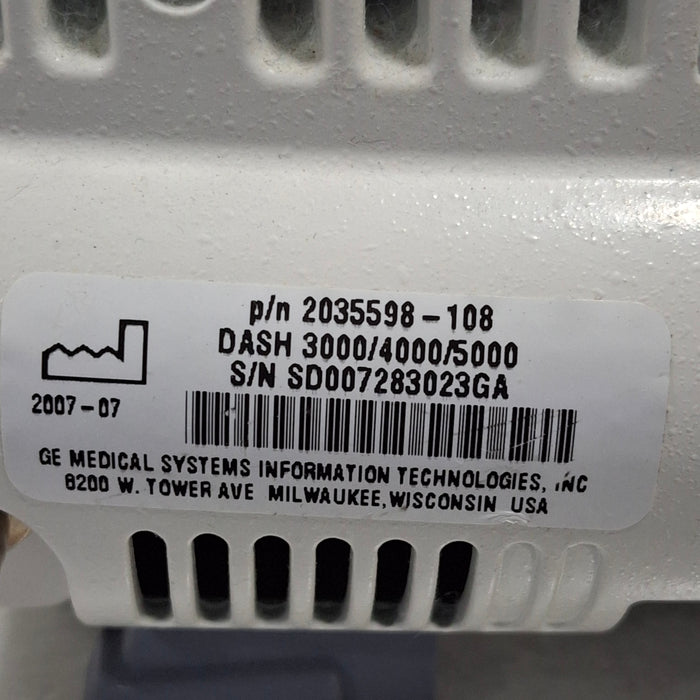 p/n 2035598-108
DASH 3000/4000/5000
S/N SD007283023GA
2007-07
GE MEDICAL SYSTEMS INFORMATION TECHNOLOGIES, INC
8200 W. TOWER AVE MILWAUKEE, WISCONSIN USA